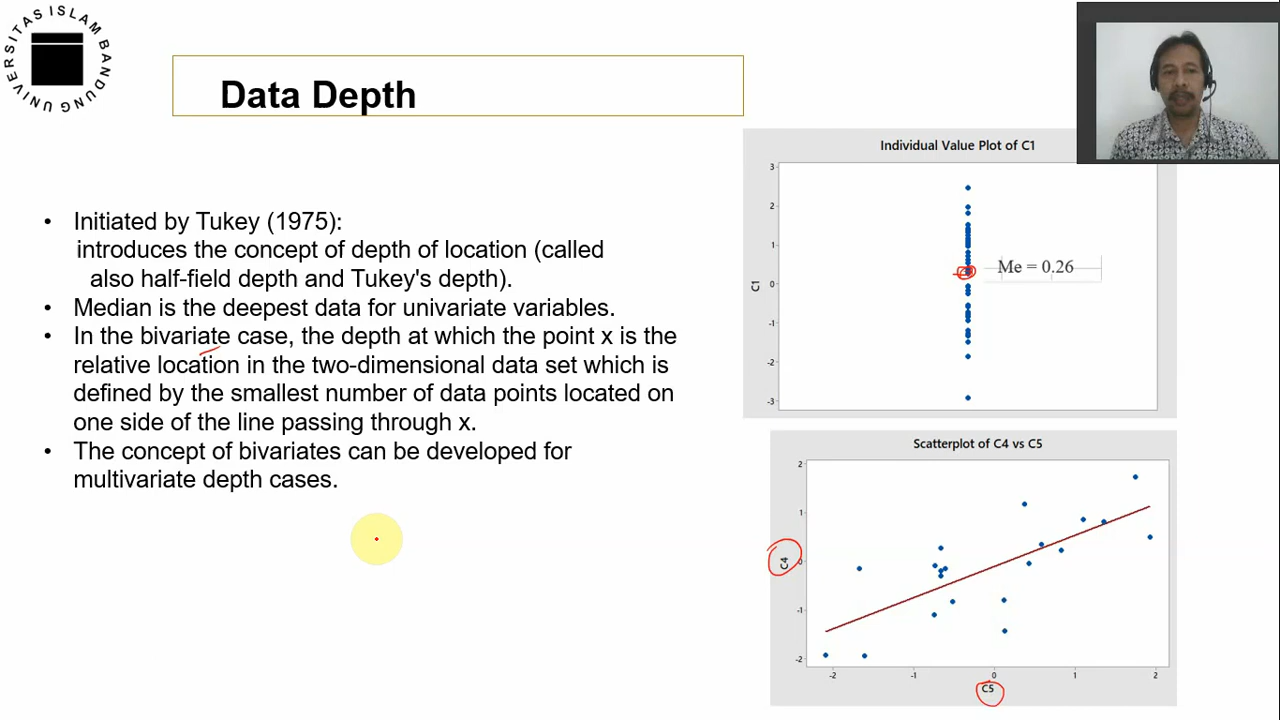 UNIVERSITAS ISLAM BANDUNG
Data Depth
• Initiated by Tukey (1975):
introduces the concept of depth of location (called
also half-field depth and Tukey's depth).
• Median is the deepest data for univariate variables.
• In the bivariate case, the depth at which the point x is the
relative location in the two-dimensional data set which is
defined by the smallest number of data points located on
one side of the line passing through x.
• The concept of bivariates can be developed for
multivariate depth cases.
Individual Value Plot of C1
3
2
1
0
-1
-2
-3
C1
Me = 0.26
Scatterplot of C4 vs C5
2
1
0
-1
-2
C4
-2 -1 0 1 2
C5